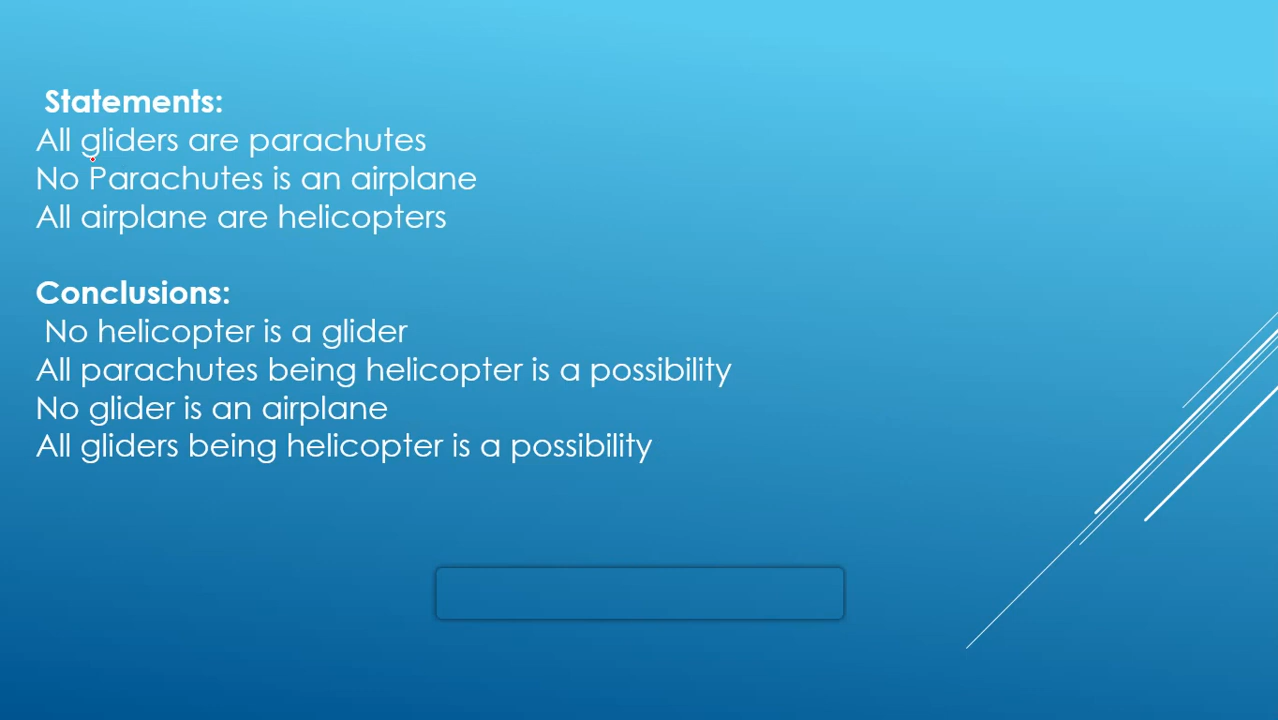 Statements:
All gliders are parachutes
No Parachutes is an airplane
All airplane are helicopters
Conclusions:
No helicopter is a glider
All parachutes being helicopter is a possibility
No glider is an airplane
All gliders being helicopter is a possibility